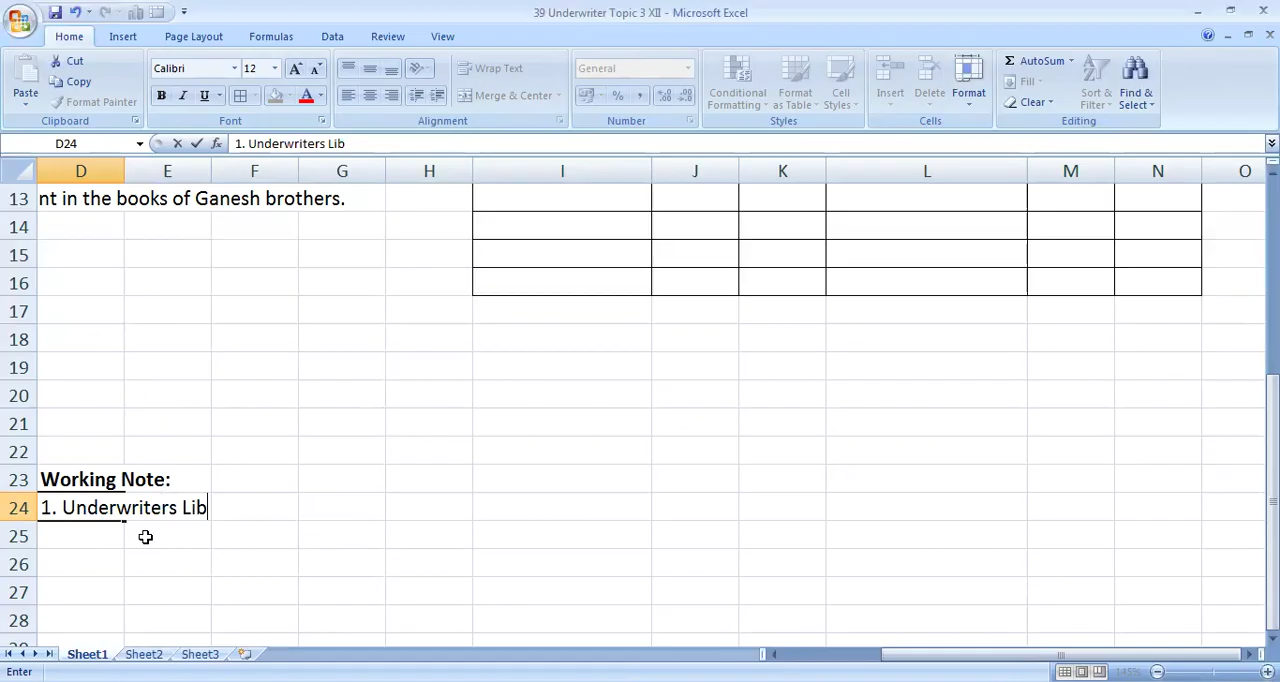 39 Underwriter Topic 3 XII - Microsoft Excel
Home Insert Page Layout Formulas Data Review View
Paste
Cut
Copy
Format Painter
Clipboard
Calibri 12
B I U
Font
Wrap Text
Merge & Center
Alignment
General
Number
Conditional Formatting
Format as Table
Cell Styles
Styles
Insert Delete Format
Cells
AutoSum
Fill
Clear
Sort & Filter
Find & Select
Editing
D24 fx 1. Underwriters Lib
D E F G H I J K L M N O
13 nt in the books of Ganesh brothers.
14
15
16
17
18
19
20
21
22
23 Working Note:
24 1. Underwriters Lib
25
26
27
28
Sheet1 Sheet2 Sheet3
Enter 145%